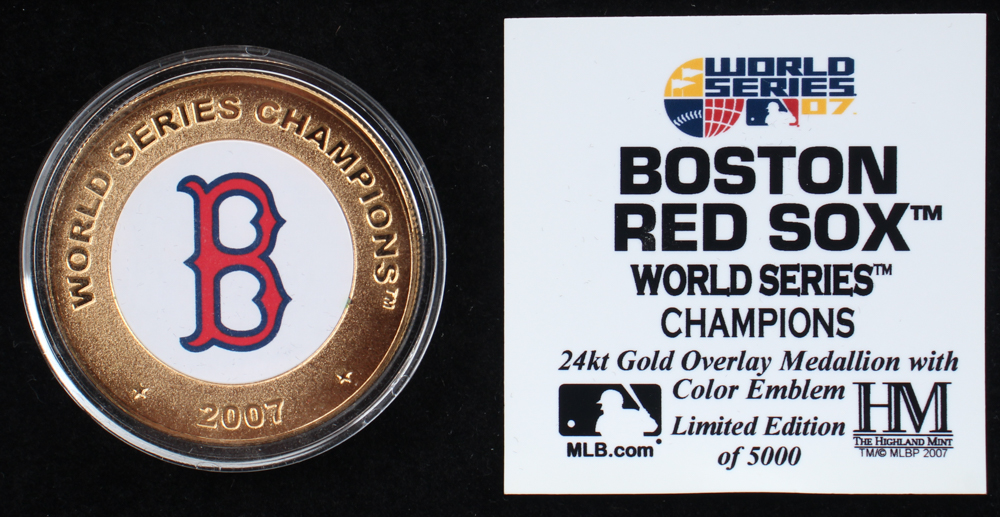 WORLD SERIES CHAMPIONS™
B
2007
WORLD
SERIES
07
BOSTON
RED SOX™
WORLD SERIES™
CHAMPIONS
24kt Gold Overlay Medallion with
Color Emblem
Limited Edition
of 5000
MLB.com
HM
THE HIGHLAND MINT
TM/© MLBP 2007